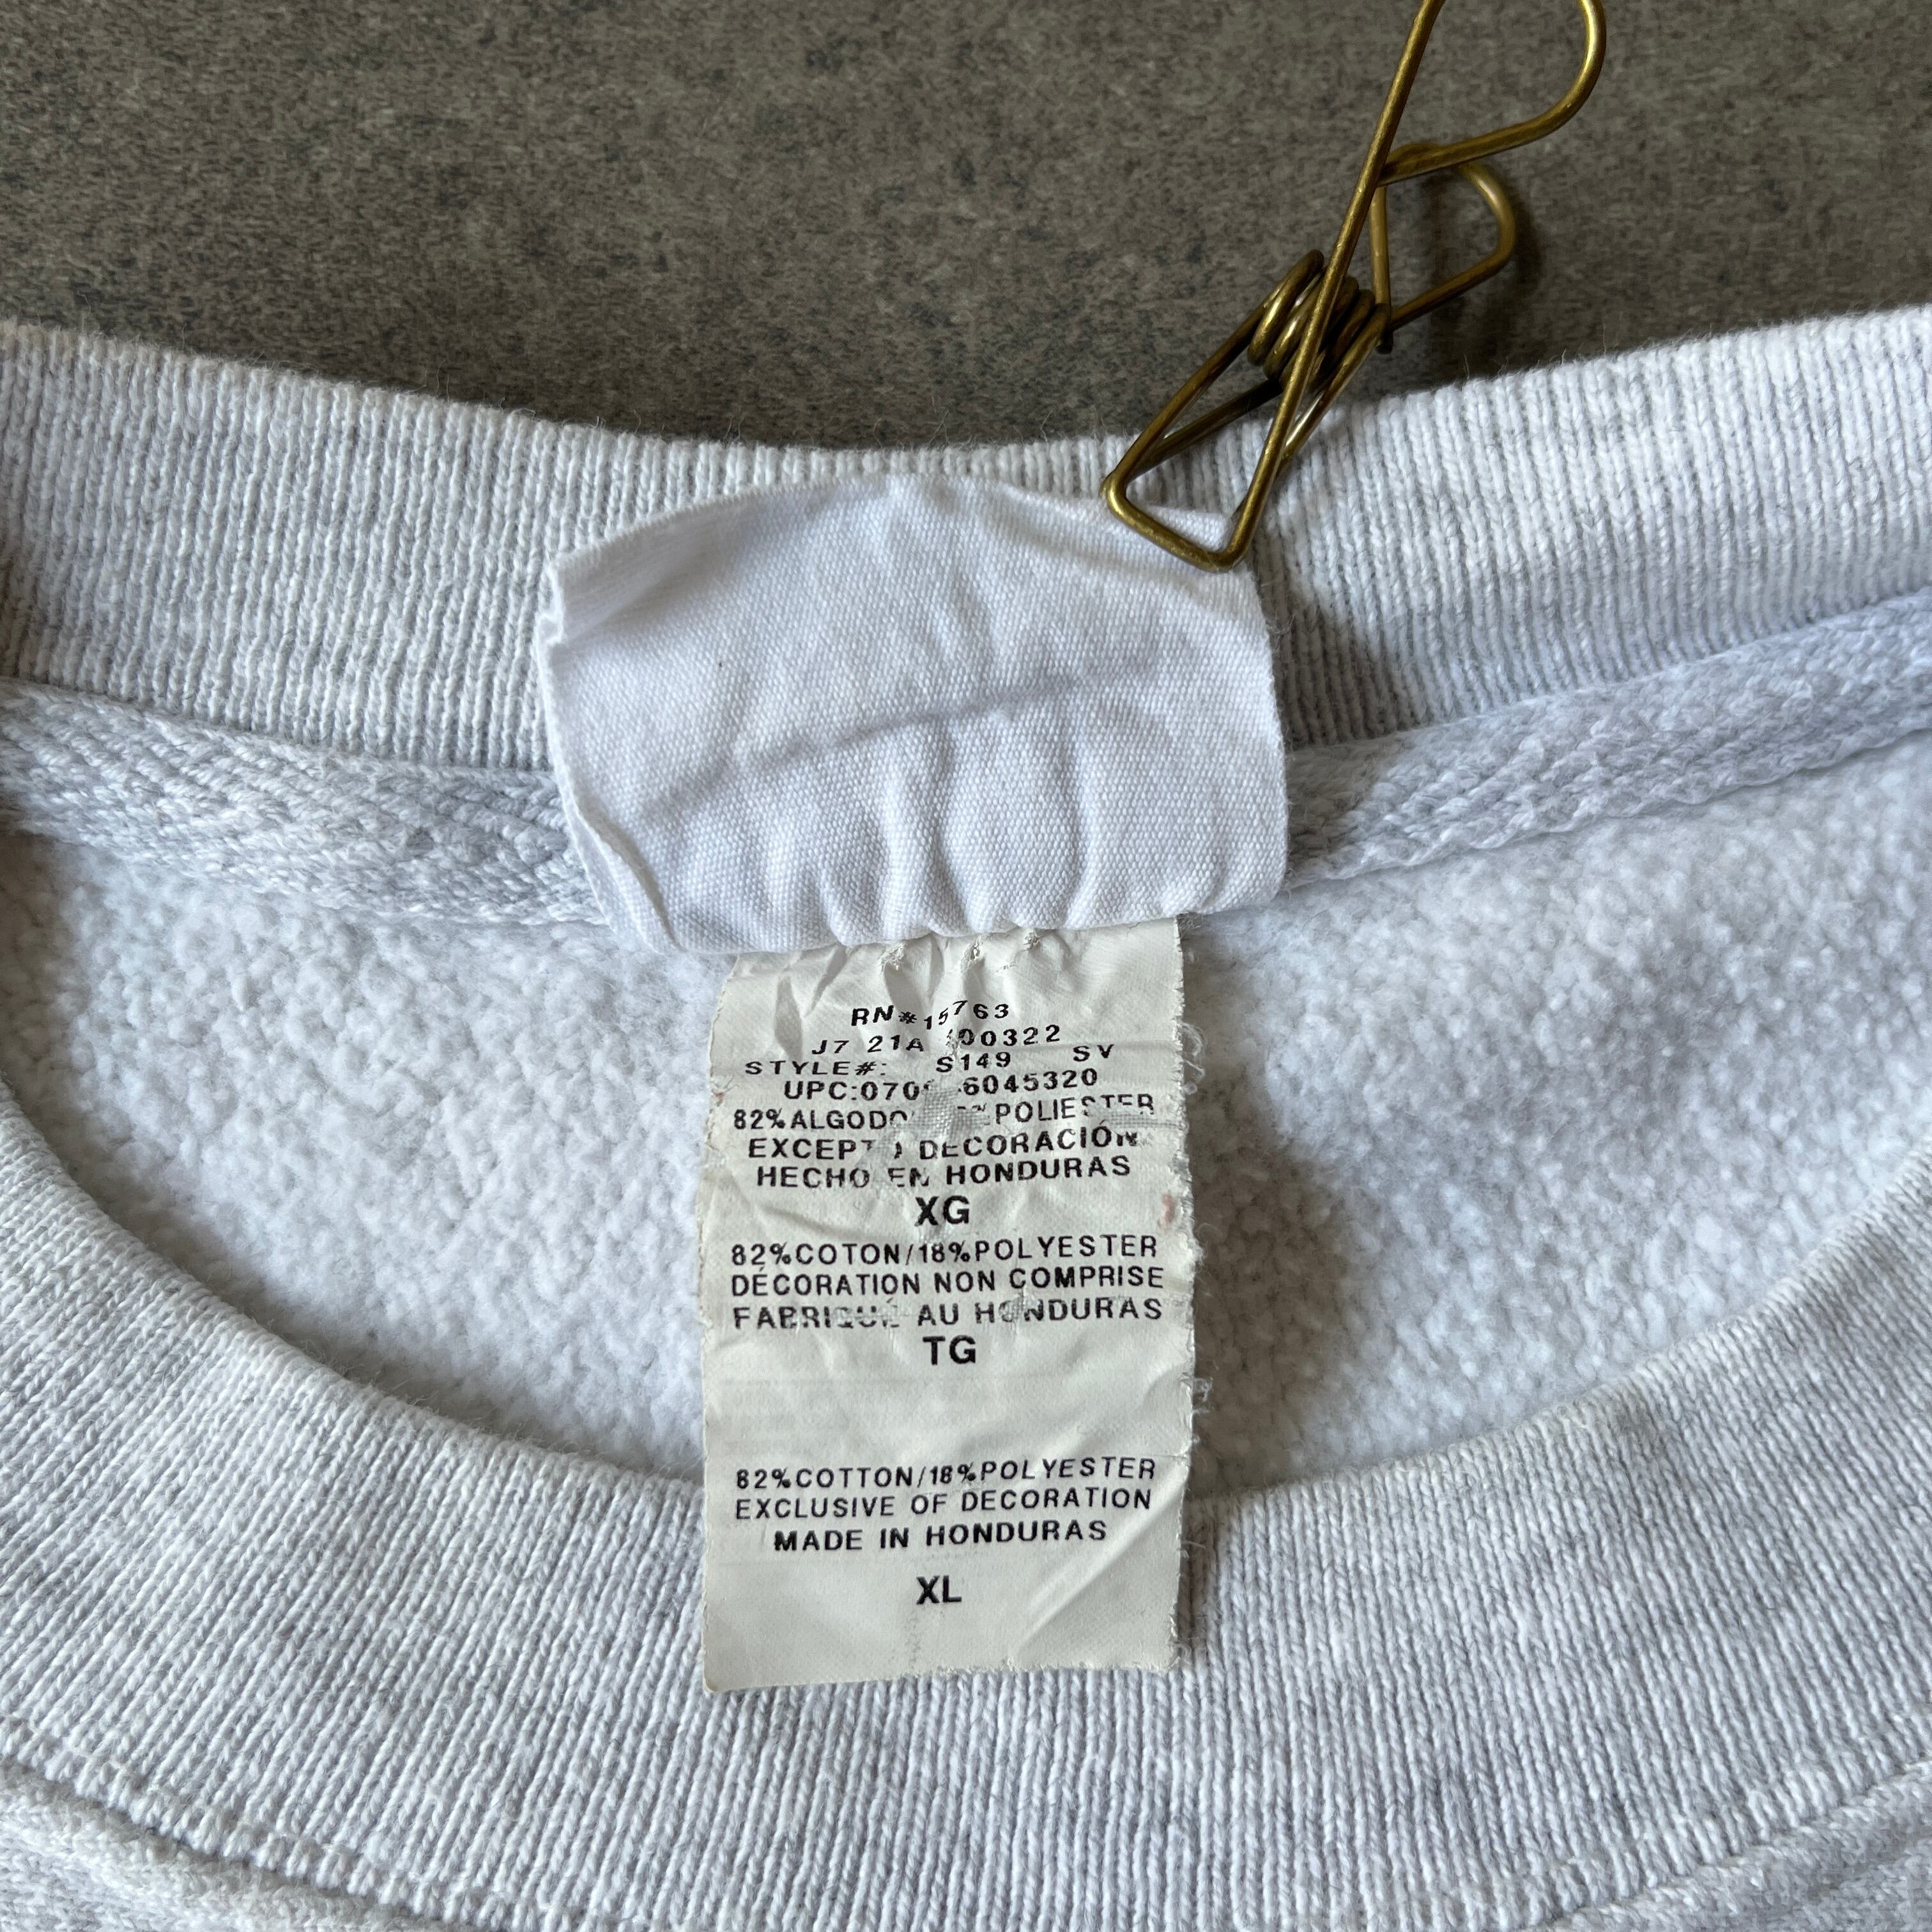 RN#15763
J7 21A 00322
STYLE#: S149 SV
82%ALGODO POLIESTER
EXCEPTO DECORACIÓN
HECHO EN HONDURAS
XG
82%COTON/18%POLYESTER
DÉCORATION NON COMPRISE
FABRIQUÉ AU HONDURAS
TG
82%COTTON/18%POLYESTER
EXCLUSIVE OF DECORATION
MADE IN HONDURAS
XL